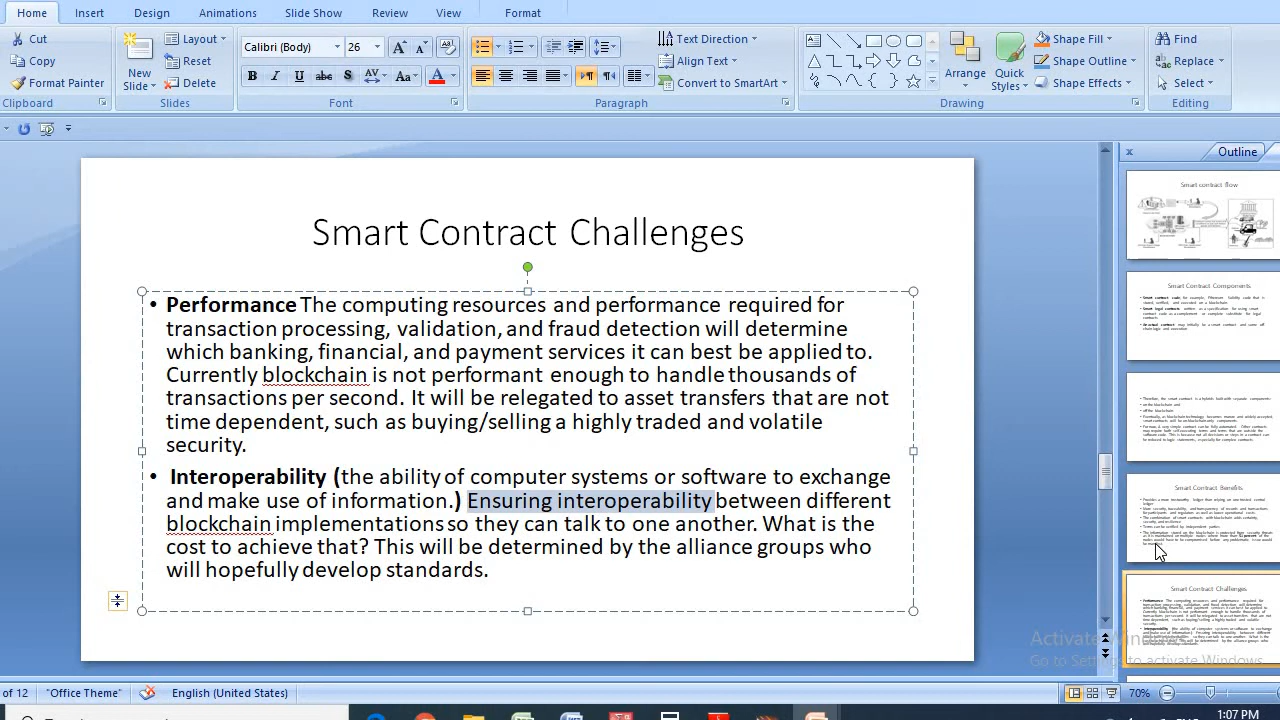 Home Insert Design Animations Slide Show Review View Format
Cut
Copy
Format Painter
Clipboard
New
Slide
Layout
Reset
Delete
Slides
Calibri (Body) 26
B I U abc S AV Aa A
Font
Text Direction
Align Text
Convert to SmartArt
Paragraph
Arrange
Quick
Styles
Shape Fill
Shape Outline
Shape Effects
Drawing
Find
Replace
Select
Editing
Smart Contract Challenges
• Performance The computing resources and performance required for
transaction processing, validation, and fraud detection will determine
which banking, financial, and payment services it can best be applied to.
Currently blockchain is not performant enough to handle thousands of
transactions per second. It will be relegated to asset transfers that are not
time dependent, such as buying/selling a highly traded and volatile
security.
• Interoperability (the ability of computer systems or software to exchange
and make use of information.) Ensuring interoperability between different
blockchain implementations so they can talk to one another. What is the
cost to achieve that? This will be determined by the alliance groups who
will hopefully develop standards.
Outline
Smart contract flow
Smart Contract Components
Smart Contract Benefits
Smart Contract Challenges
Activate Windows
Go to Settings to activate Windows.
of 12 "Office Theme" English (United States) 70%
1:07 PM